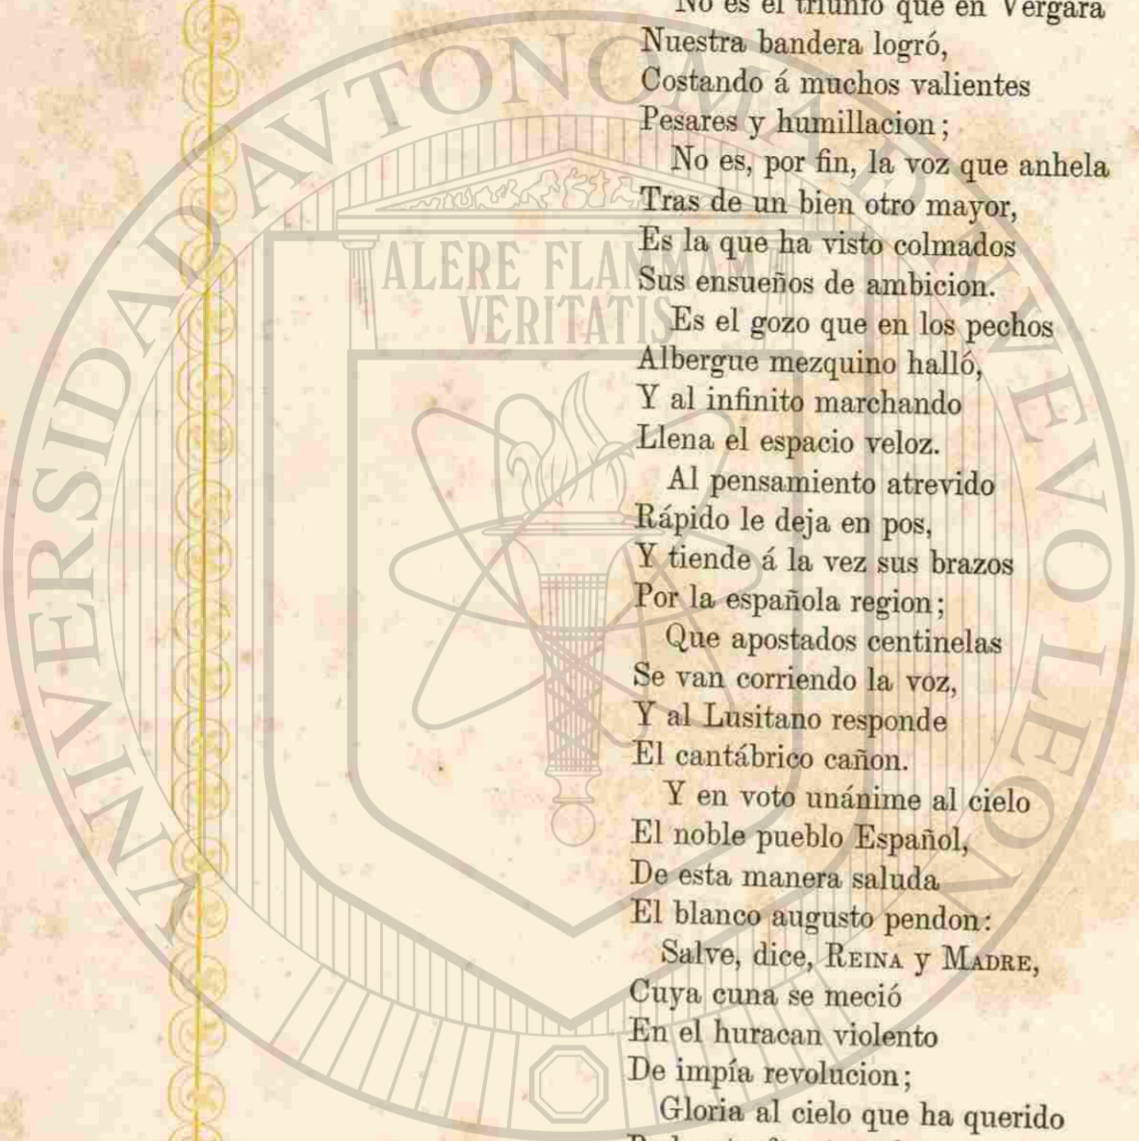 No es el triunfo que en Vergara
Nuestra bandera logró,
Costando á muchos valientes
Pesares y humillacion;
No es, por fin, la voz que anhela
Tras de un bien otro mayor,
Es la que ha visto colmados
Sus ensueños de ambicion.
Es el gozo que en los pechos
Albergue mezquino halló,
Y al infinito marchando
Llena el espacio veloz.
Al pensamiento atrevido
Rápido le deja en pos,
Y tiende á la vez sus brazos
Por la española region;
Que apostados centinelas
Se van corriendo la voz,
Y al Lusitano responde
El cantábrico cañon.
Y en voto unánime al cielo
El noble pueblo Español,
De esta manera saluda
El blanco augusto pendon:
Salve, dice, REINA y MADRE,
Cuya cuna se meció
En el huracan violento
De impía revolucion;
Gloria al cielo que ha querido
UNIVERSIDAD AVTONOMA DE NVEVO LEON
ALERE FLAMMAM
VERITATIS